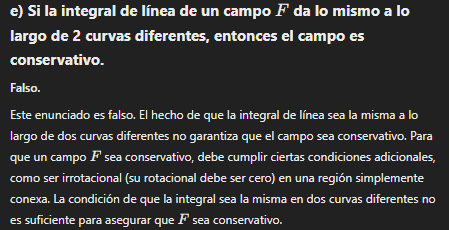 e) Si la integral de línea de un campo F da lo mismo a lo
largo de 2 curvas diferentes, entonces el campo es
conservativo.
Falso.
Este enunciado es falso. El hecho de que la integral de línea sea la misma a lo
largo de dos curvas diferentes no garantiza que el campo sea conservativo. Para
que un campo F sea conservativo, debe cumplir ciertas condiciones adicionales,
como ser irrotacional (su rotacional debe ser cero) en una región simplemente
conexa. La condición de que la integral sea la misma en dos curvas diferentes no
es suficiente para asegurar que F sea conservativo.